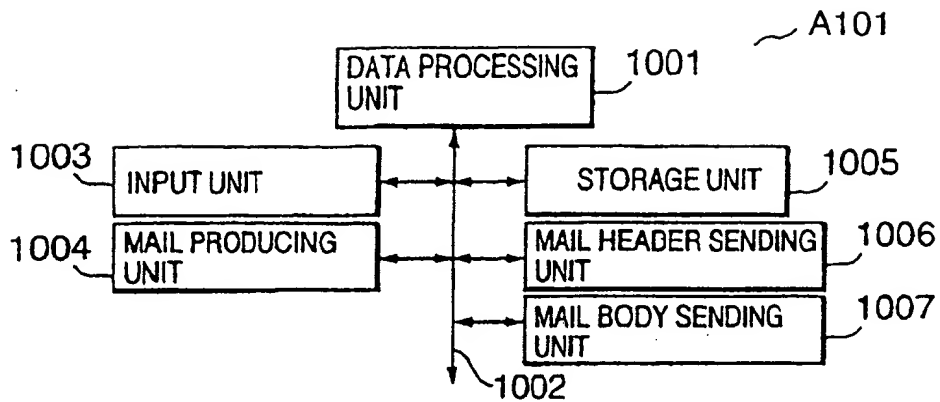 A101
DATA PROCESSING
UNIT
1001
1003
INPUT UNIT
STORAGE UNIT
1005
1004
MAIL PRODUCING
UNIT
MAIL HEADER SENDING
UNIT
1006
MAIL BODY SENDING
UNIT
1007
1002